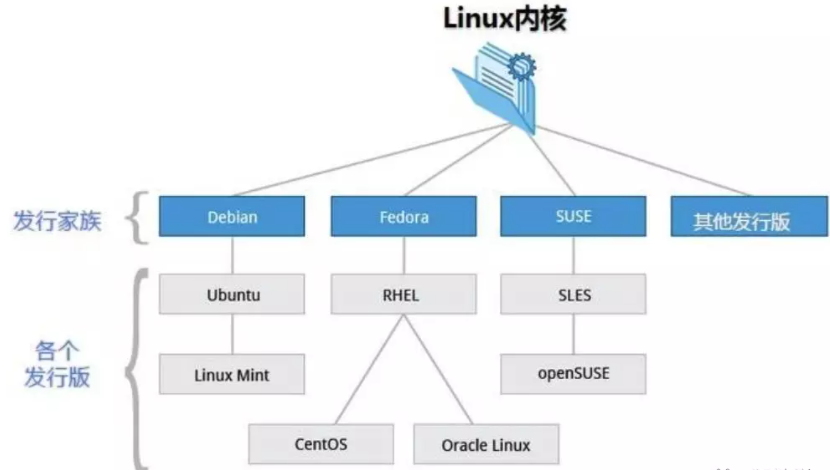 Linux内核
发行家族
Debian
Fedora
SUSE
其他发行版
各个
发行版
Ubuntu
RHEL
SLES
Linux Mint
openSUSE
CentOS
Oracle Linux